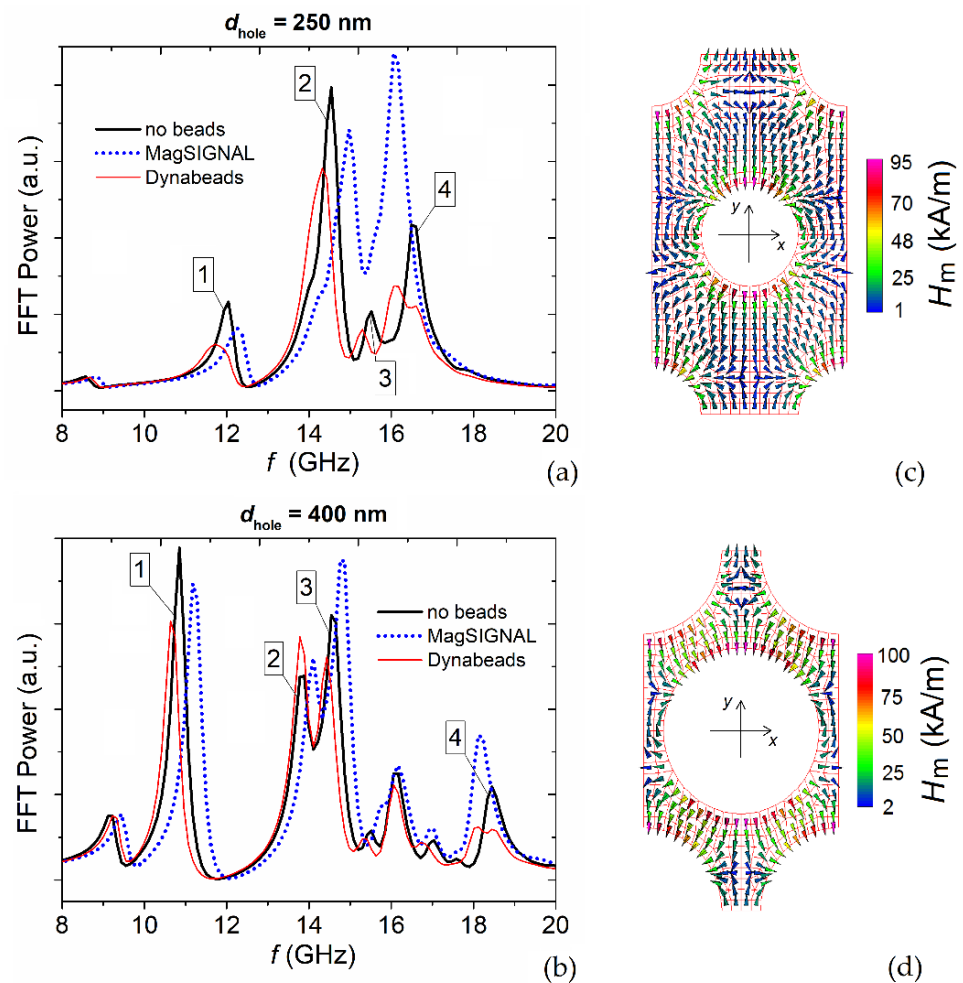 d_hole = 250 nm
FFT Power (a.u.)
no beads
MagSIGNAL
Dynabeads
1
2
3
4
8 10 12 14 16 18 20
f (GHz)
(a)
y
x
95
70
48
25
1
H_m (kA/m)
(c)
d_hole = 400 nm
FFT Power (a.u.)
no beads
MagSIGNAL
Dynabeads
1
2
3
4
8 10 12 14 16 18 20
f (GHz)
(b)
y
x
100
75
50
25
2
H_m (kA/m)
(d)